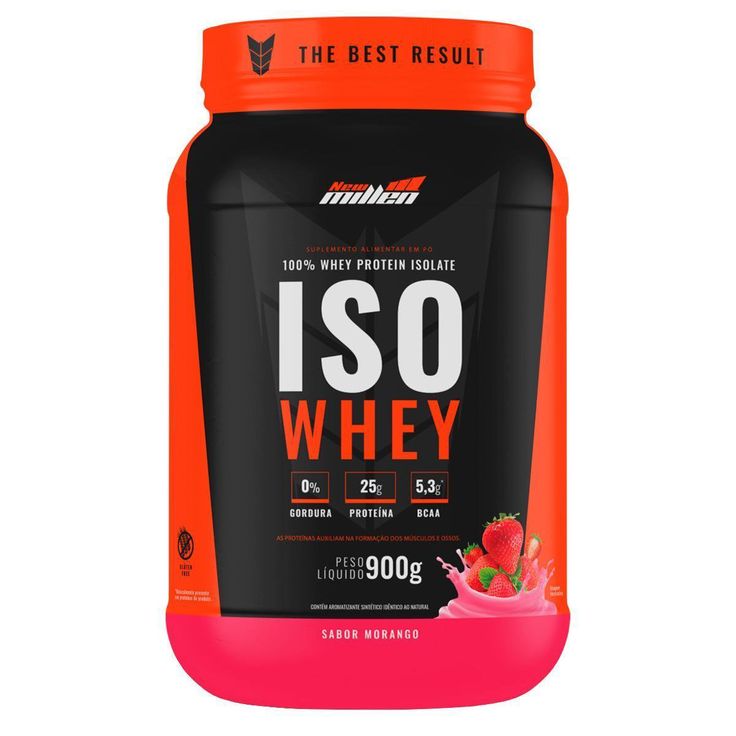 THE BEST RESULT
New
millen
SUPLEMENTO ALIMENTAR EM PÓ
100% WHEY PROTEIN ISOLATE
ISO
WHEY
0% 25g 5,3g*
GORDURA PROTEÍNA BCAA
AS PROTEÍNAS AUXILIAM NA FORMAÇÃO DOS MÚSCULOS E OSSOS.
PESO
LÍQUIDO 900g
GLÚTEN
FREE
CONTÉM AROMATIZANTE SINTÉTICO IDÊNTICO AO NATURAL
SABOR MORANGO